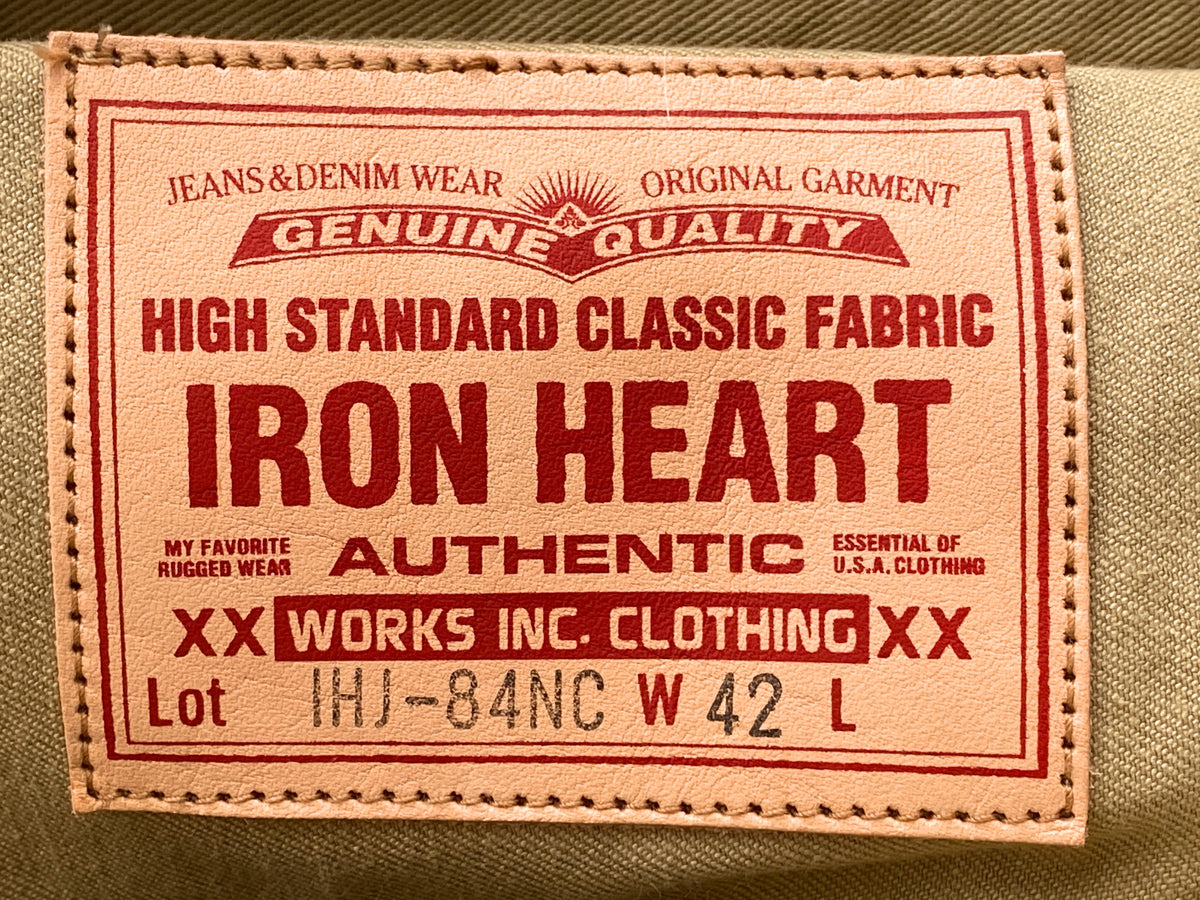 JEANS&DENIM WEAR ORIGINAL GARMENT
GENUINE QUALITY
HIGH STANDARD CLASSIC FABRIC
IRON HEART
MY FAVORITE
RUGGED WEAR
AUTHENTIC
ESSENTIAL OF
U.S.A. CLOTHING
XX WORKS INC. CLOTHING XX
Lot IHJ-84NC W 42 L